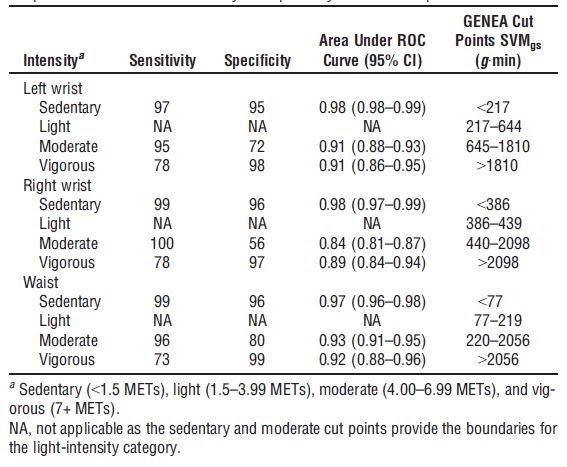 Intensity^a Sensitivity Specificity Area Under ROC Curve (95% CI) GENEA Cut Points SVMgs (g·min)
Left wrist
Sedentary 97 95 0.98 (0.98–0.99) <217
Light NA NA NA 217–644
Moderate 95 72 0.91 (0.88–0.93) 645–1810
Vigorous 78 98 0.91 (0.86–0.95) >1810
Right wrist
Sedentary 99 96 0.98 (0.97–0.99) <386
Light NA NA NA 386–439
Moderate 100 56 0.84 (0.81–0.87) 440–2098
Vigorous 78 97 0.89 (0.84–0.94) >2098
Waist
Sedentary 99 96 0.97 (0.96–0.98) <77
Light NA NA NA 77–219
Moderate 96 80 0.93 (0.91–0.95) 220–2056
Vigorous 73 99 0.92 (0.88–0.96) >2056
a Sedentary (<1.5 METs), light (1.5–3.99 METs), moderate (4.00–6.99 METs), and vig-
orous (7+ METs).
NA, not applicable as the sedentary and moderate cut points provide the boundaries for
the light-intensity category.